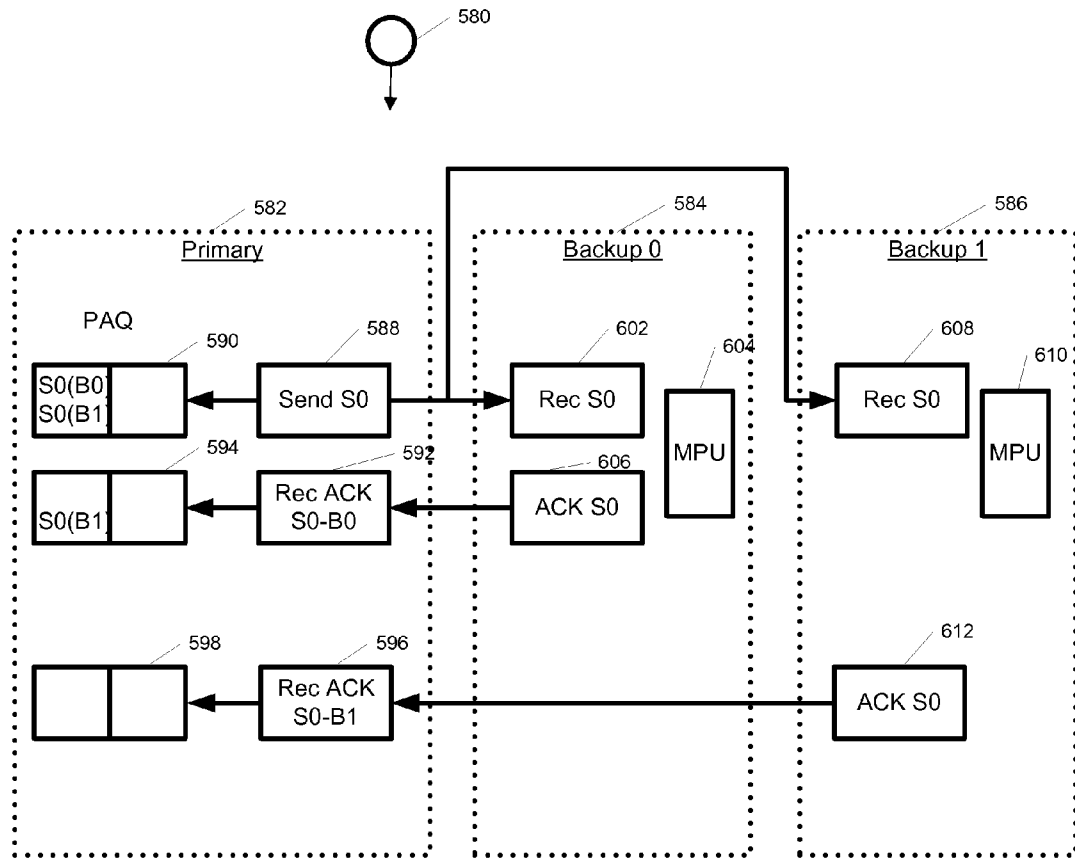 580
582
584
586
Primary
Backup 0
Backup 1
PAQ
590
588
602
604
608
610
S0(B0)
S0(B1)
Send S0
Rec S0
MPU
Rec S0
MPU
594
592
606
S0(B1)
Rec ACK
S0-B0
ACK S0
598
596
612
Rec ACK
S0-B1
ACK S0